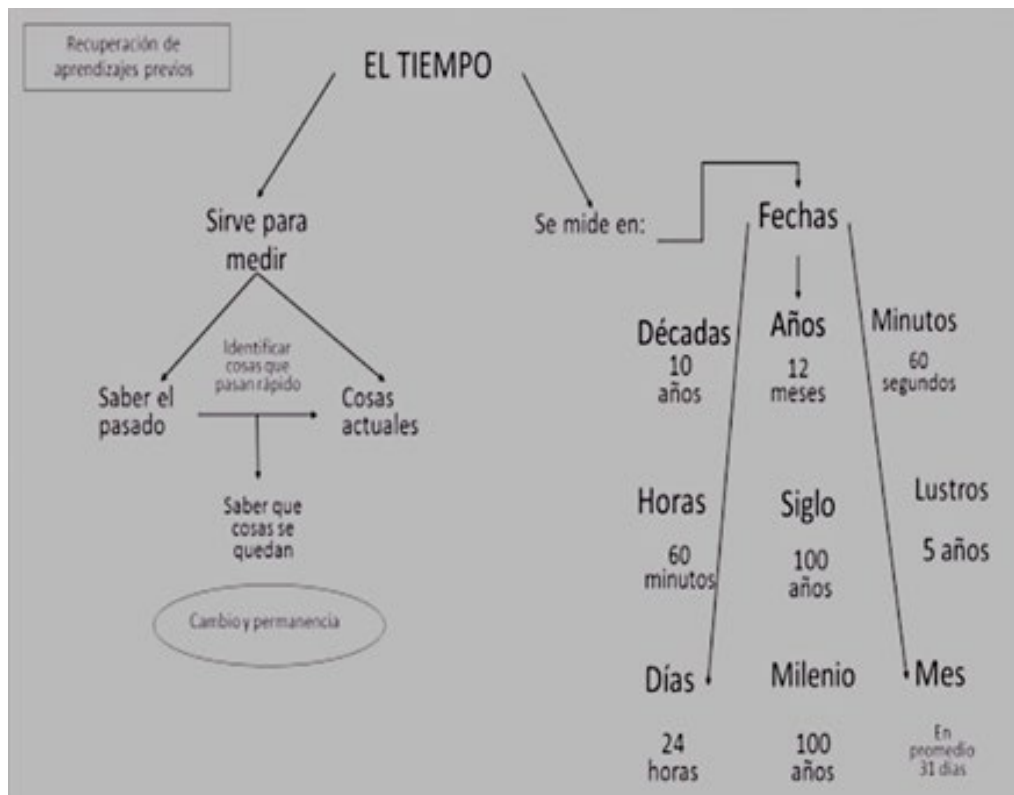 Recuperación de
aprendizajes previos
EL TIEMPO
Sirve para
medir
Identificar
cosas que
pasan rápido
Saber el
pasado
Cosas
actuales
Saber que
cosas se
quedan
Cambio y permanencia
Se mide en:
Fechas
Décadas
10
años
Años
12
meses
Minutos
60
segundos
Horas
60
minutos
Siglo
100
años
Lustros
5 años
Días
24
horas
Milenio
100
años
Mes
En
promedio
31 días